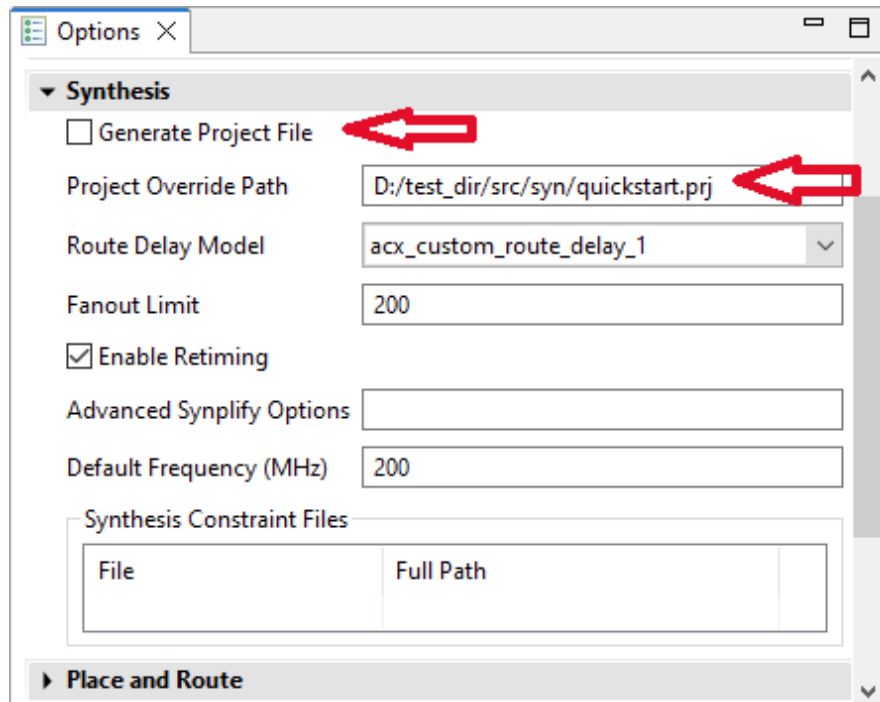 Options
Synthesis
Generate Project File
Project Override Path D:/test_dir/src/syn/quickstart.prj
Route Delay Model acx_custom_route_delay_1
Fanout Limit 200
Enable Retiming
Advanced Synplify Options
Default Frequency (MHz) 200
Synthesis Constraint Files
File Full Path
Place and Route